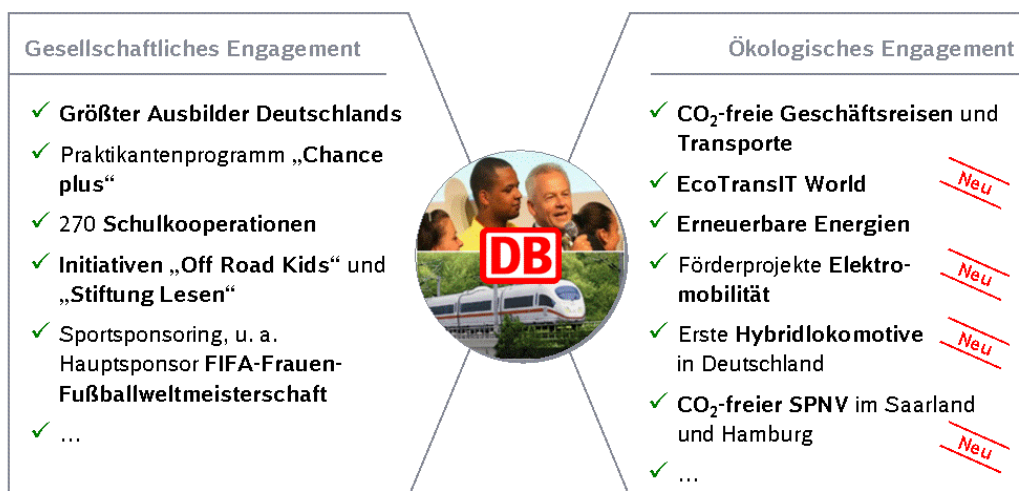 Gesellschaftliches Engagement
Größter Ausbilder Deutschlands
Praktikantenprogramm „Chance
plus“
270 Schulkooperationen
Initiativen „Off Road Kids“ und
„Stiftung Lesen“
Sportsponsoring, u. a.
Hauptsponsor FIFA-Frauen-
Fußballweltmeisterschaft
...
DB
Ökologisches Engagement
CO₂-freie Geschäftsreisen und
Transporte
EcoTransIT World
Neu
Erneuerbare Energien
Förderprojekte Elektro-
mobilität
Neu
Erste Hybridlokomotive
in Deutschland
Neu
CO₂-freier SPNV im Saarland
und Hamburg
Neu
...